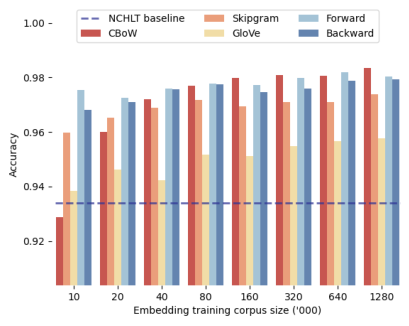 NCHLT baseline
CBoW
Skipgram
GloVe
Forward
Backward
1.00
0.98
0.96
0.94
0.92
Accuracy
10 20 40 80 160 320 640 1280
Embedding training corpus size ('000)